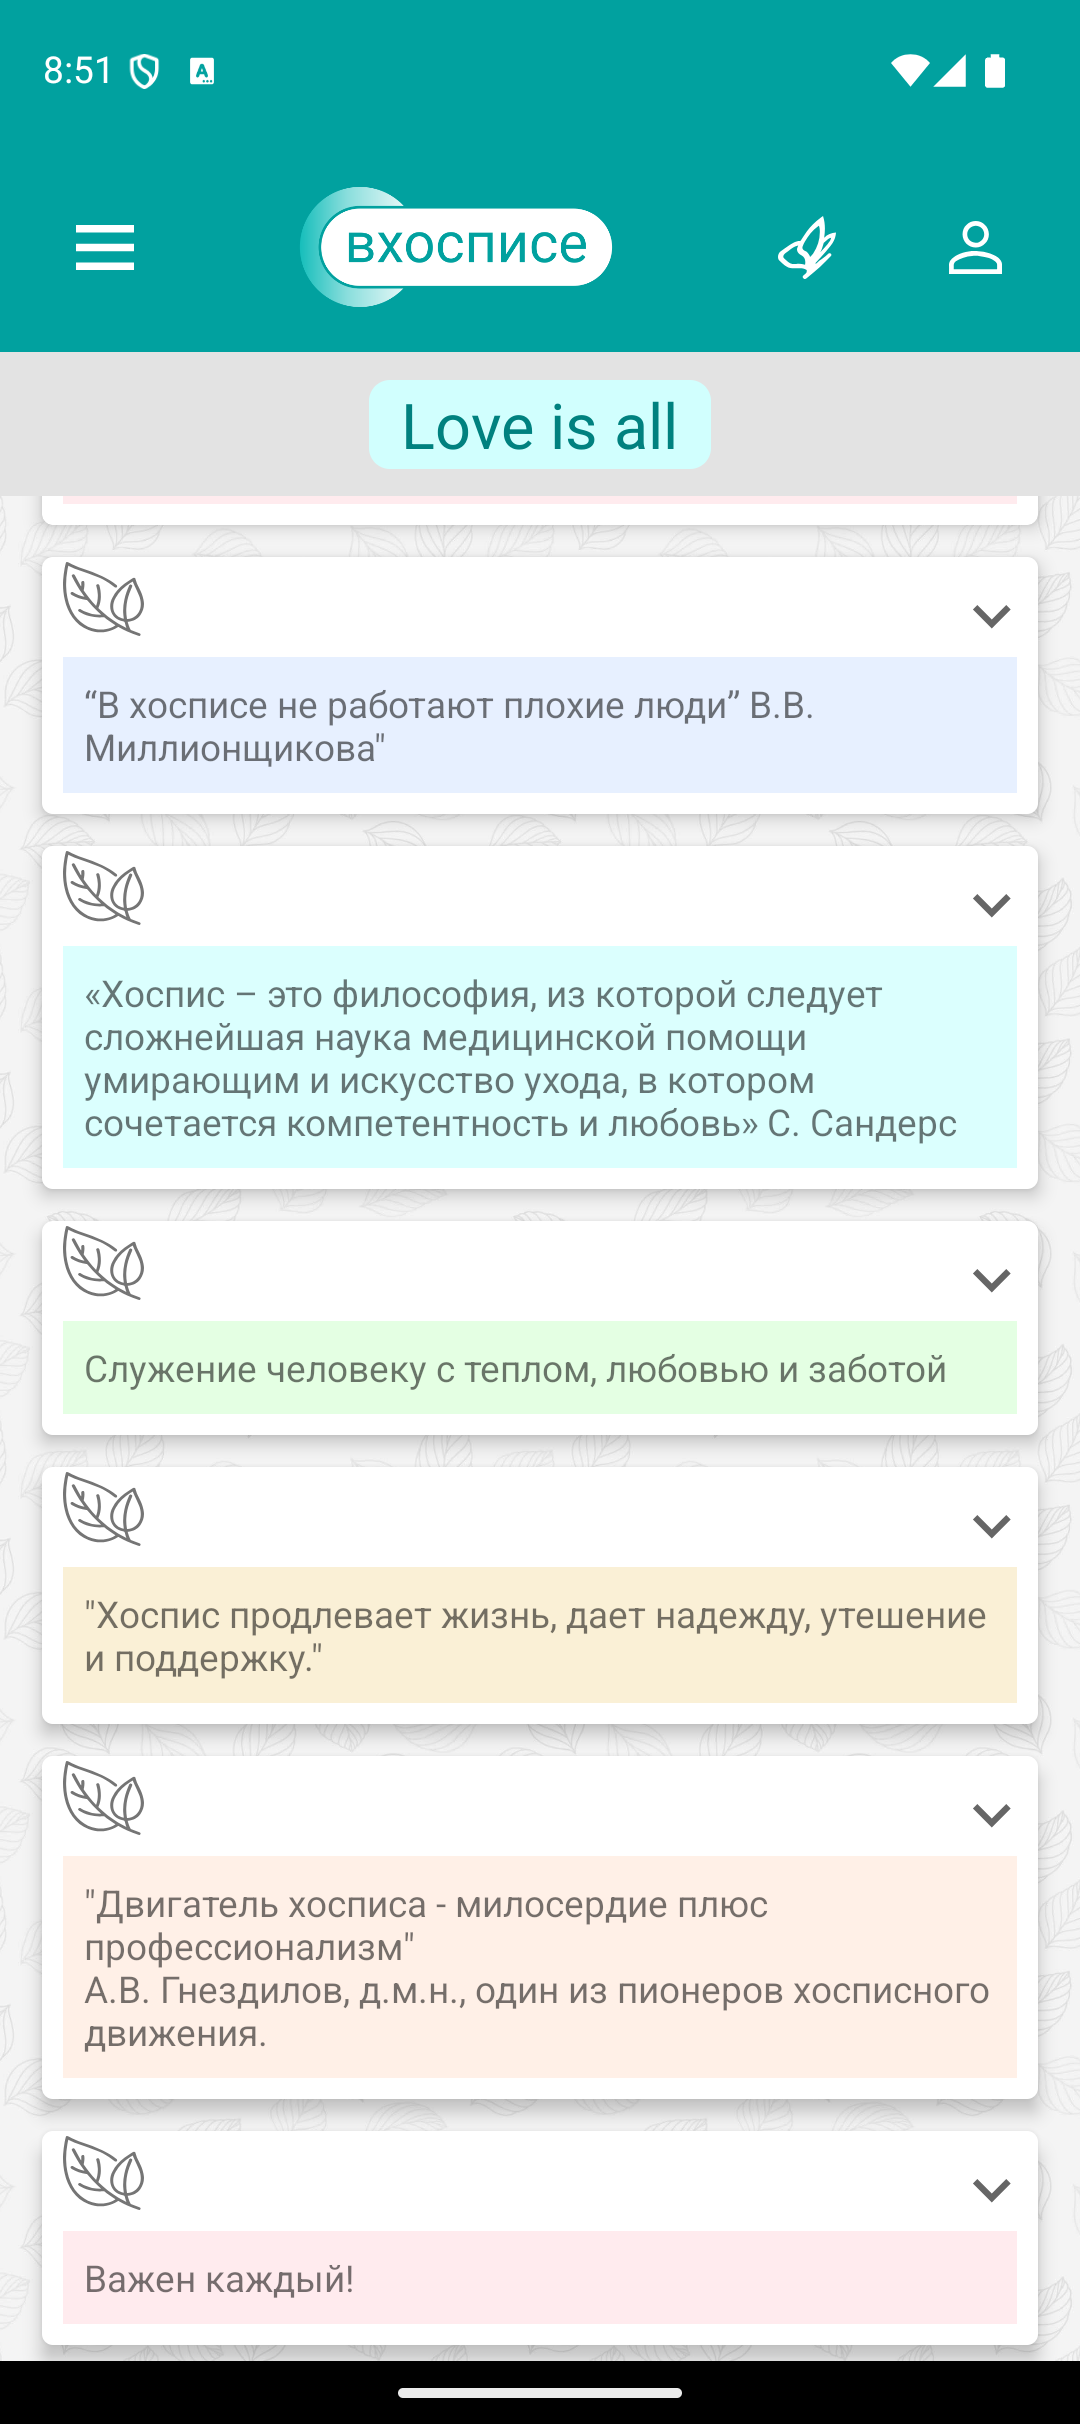 8:51
вхосписе
Love is all
“В хосписе не работают плохие люди” В.В.
Миллионщикова"
«Хоспис – это философия, из которой следует
сложнейшая наука медицинской помощи
умирающим и искусство ухода, в котором
сочетается компетентность и любовь» С. Сандерс
Служение человеку с теплом, любовью и заботой
"Хоспис продлевает жизнь, дает надежду, утешение
и поддержку."
"Двигатель хосписа - милосердие плюс
профессионализм"
А.В. Гнездилов, д.м.н., один из пионеров хосписного
движения.
Важен каждый!